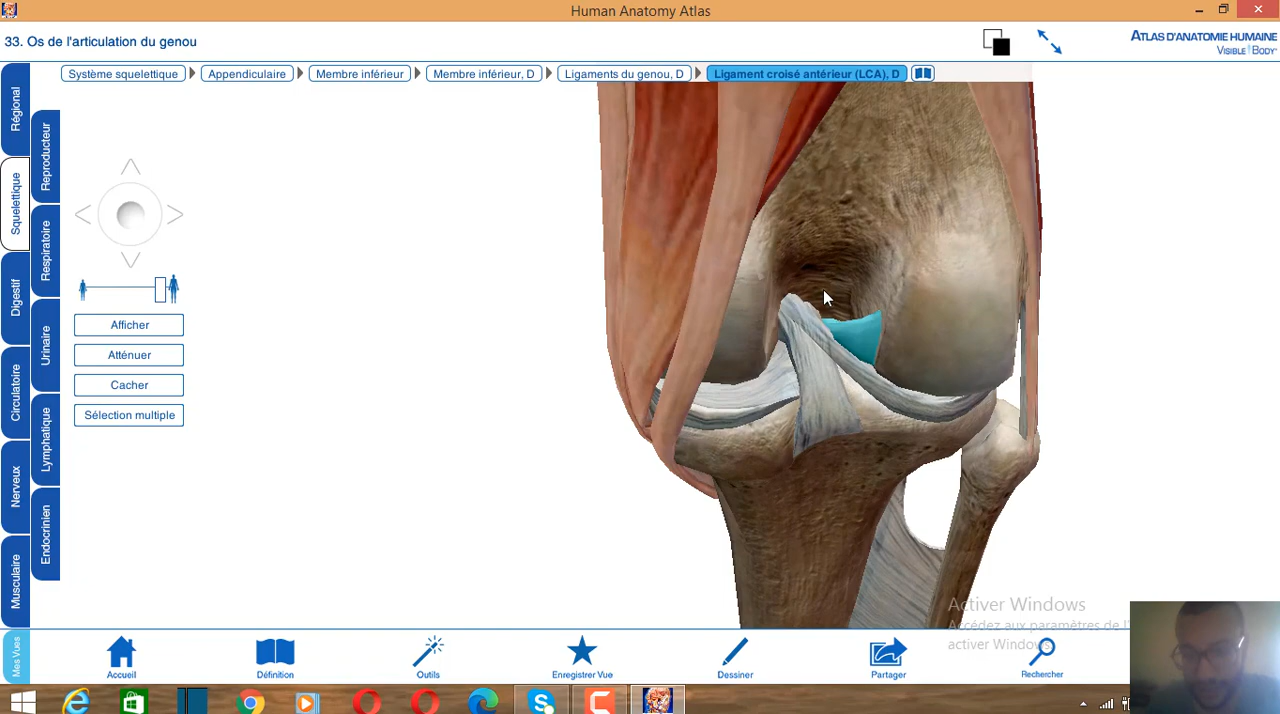 Human Anatomy Atlas
33. Os de l'articulation du genou
ATLAS D'ANATOMIE HUMAINE
VISIBLE BODY®
Système squelettique
Appendiculaire
Membre inférieur
Membre inférieur, D
Ligaments du genou, D
Ligament croisé antérieur (LCA), D
Régional
Squelettique
Digestif
Circulatoire
Nerveux
Musculaire
Mes Vues
Reproducteur
Respiratoire
Urinaire
Lymphatique
Endocrinien
Afficher
Atténuer
Cacher
Sélection multiple
Activer Windows
Accédez aux paramètres de
activer Windows
Accueil
Définition
Outils
Enregistrer Vue
Dessiner
Partager
Rechercher